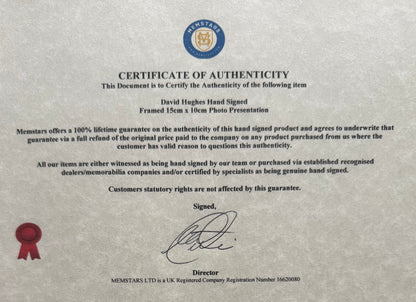 MEMSTARS
CERTIFICATE OF AUTHENTICITY
This Document is to Certify the Authenticity of the following item
David Hughes Hand Signed
Framed 15cm x 10cm Photo Presentation
Memstars offers a 100% lifetime guarantee on the authenticity of this hand signed product and agrees to underwrite that
guarantee via a full refund of the original price paid to the company on any product purchased from us where the
customer has valid reason to questions this authenticity.
All our items are either witnessed as being hand signed by our team or purchased via established recognised
dealers/memorabilia companies and/or certified by specialists as being genuine hand signed.
Customers statutory rights are not affected by this guarantee.
Signed,
Director
MEMSTARS LTD is a UK Registered Company Registration Number 16620080